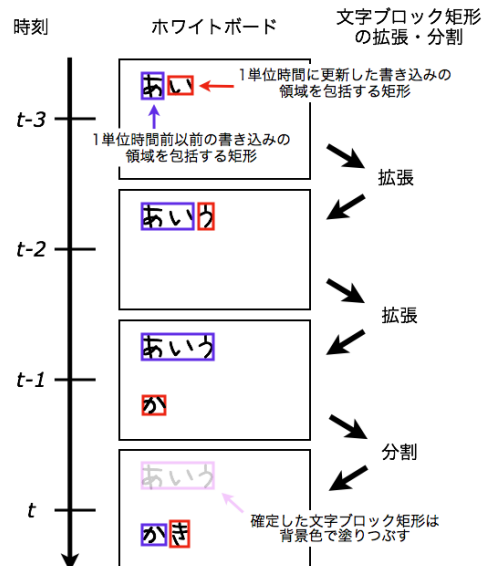 時刻
ホワイトボード
文字ブロック矩形
の拡張・分割
t-3
あい
1単位時間に更新した書き込みの
領域を包括する矩形
1単位時間前以前の書き込みの
領域を包括する矩形
拡張
t-2
あいう
拡張
t-1
あいう
か
分割
t
あいう
かき
確定した文字ブロック矩形は
背景色で塗りつぶす